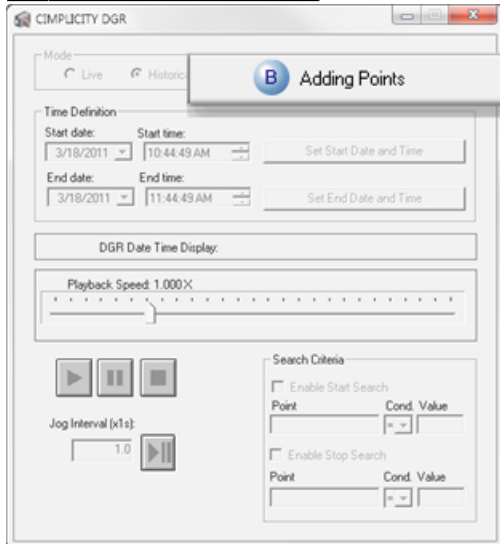 CIMPLICITY DGR
Mode
Live Historic
B Adding Points
Time Definition
Start date: Start time:
3/18/2011 10:44:49 AM Set Start Date and Time
End date: End time:
3/18/2011 11:44:49 AM Set End Date and Time
DGR Date Time Display:
Playback Speed: 1.000X
Search Criteria
Enable Start Search
Point Cond. Value
=
Jog Interval (x1s):
1.0
Enable Stop Search
Point Cond. Value
=